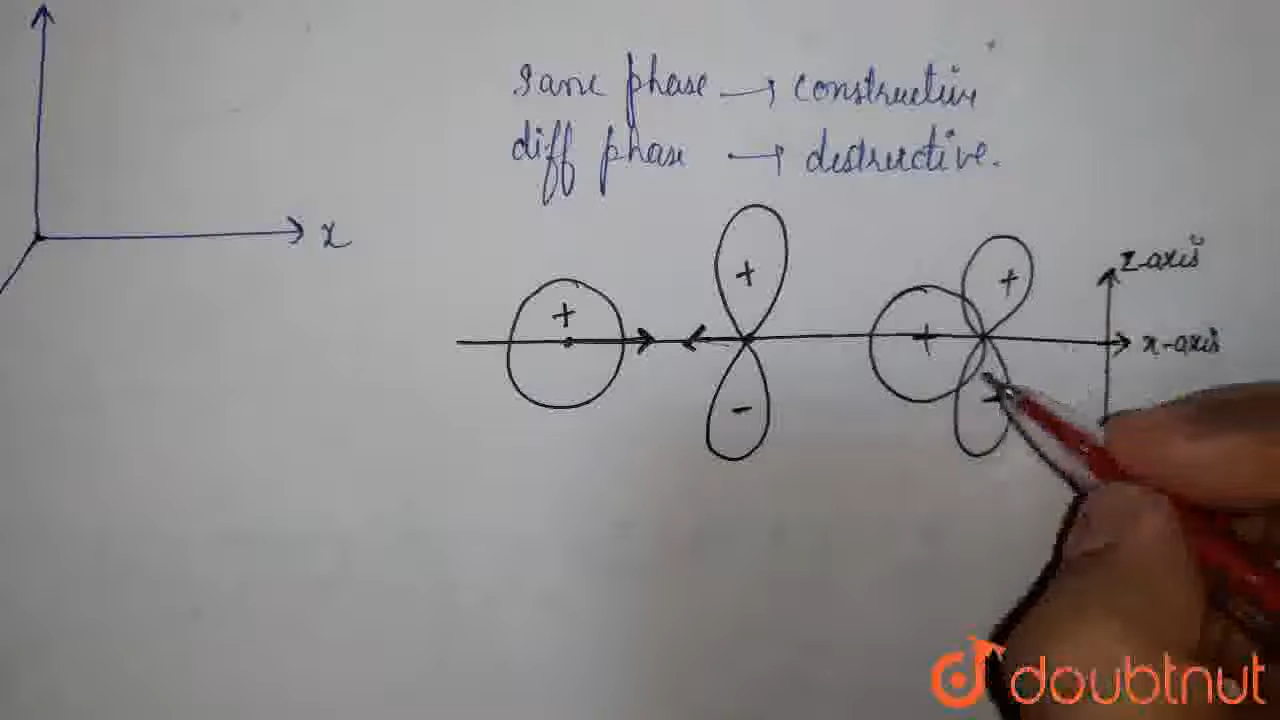 same phase → constructive
diff phase → destructive.
x
+
+
-
+
+
-
z-axis
x-axis
doubtnut